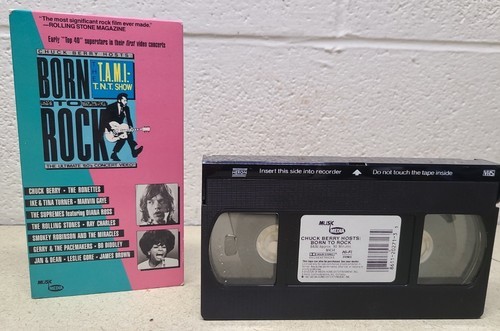 "The most significant rock film ever made."
—ROLLING STONE MAGAZINE
Early "Top 40" superstars in their first video concerts
CHUCK BERRY HOSTS:
BORN
T.A.M.I.-
T.N.T. SHOW
TO
ROCK
THE ULTIMATE '60s CONCERT VIDEO!
CHUCK BERRY • THE RONETTES
IKE & TINA TURNER • MARVIN GAYE
THE SUPREMES featuring DIANA ROSS
THE ROLLING STONES • RAY CHARLES
SMOKEY ROBINSON AND THE MIRACLES
GERRY & THE PACEMAKERS • BO DIDDLEY
JAN & DEAN • LESLIE GORE • JAMES BROWN
MUSIC
MEDIA
Insert this side into recorder
Do not touch the tape inside
VHS
MUSIC
MEDIA
CHUCK BERRY HOSTS:
BORN TO ROCK